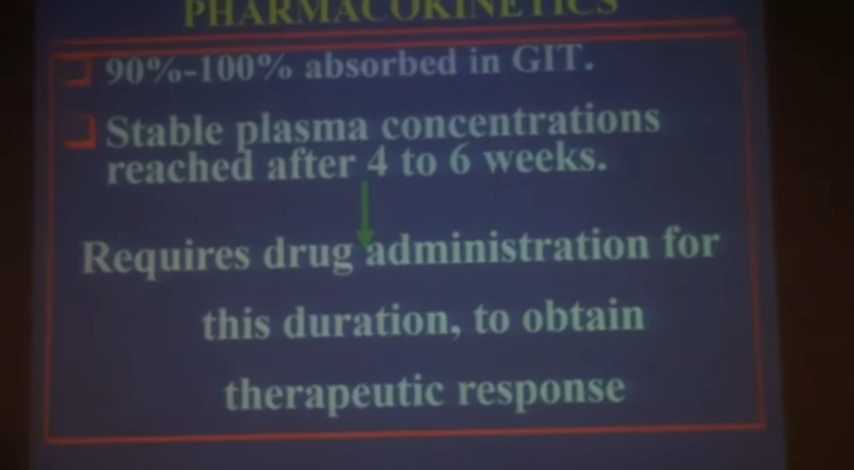 PHARMACOKINETICS
90%-100% absorbed in GIT.
Stable plasma concentrations
reached after 4 to 6 weeks.
Requires drug administration for
this duration, to obtain
therapeutic response